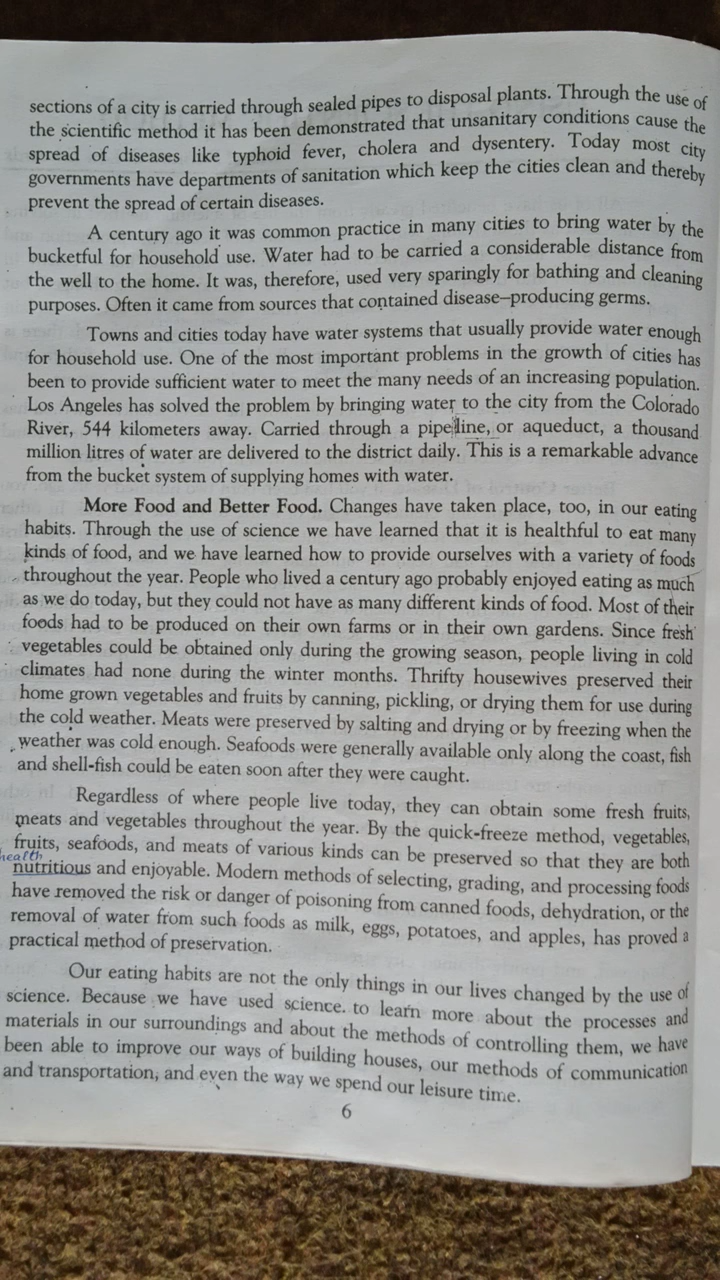 sections of a city is carried through sealed pipes to disposal plants. Through the use of
the scientific method it has been demonstrated that unsanitary conditions cause the
spread of diseases like typhoid fever, cholera and dysentery. Today most city
governments have departments of sanitation which keep the cities clean and thereby
prevent the spread of certain diseases.
A century ago it was common practice in many cities to bring water by the
bucketful for household use. Water had to be carried a considerable distance from
the well to the home. It was, therefore, used very sparingly for bathing and cleaning
purposes. Often it came from sources that contained disease–producing germs.
Towns and cities today have water systems that usually provide water enough
for household use. One of the most important problems in the growth of cities has
been to provide sufficient water to meet the many needs of an increasing population.
Los Angeles has solved the problem by bringing water to the city from the Colorado
River, 544 kilometers away. Carried through a pipeline, or aqueduct, a thousand
million litres of water are delivered to the district daily. This is a remarkable advance
from the bucket system of supplying homes with water.
More Food and Better Food. Changes have taken place, too, in our eating
habits. Through the use of science we have learned that it is healthful to eat many
kinds of food, and we have learned how to provide ourselves with a variety of foods
throughout the year. People who lived a century ago probably enjoyed eating as much
as we do today, but they could not have as many different kinds of food. Most of their
foods had to be produced on their own farms or in their own gardens. Since fresh
vegetables could be obtained only during the growing season, people living in cold
climates had none during the winter months. Thrifty housewives preserved their
home grown vegetables and fruits by canning, pickling, or drying them for use during
the cold weather. Meats were preserved by salting and drying or by freezing when the
weather was cold enough. Seafoods were generally available only along the coast, fish
and shell-fish could be eaten soon after they were caught.
Regardless of where people live today, they can obtain some fresh fruits,
meats and vegetables throughout the year. By the quick-freeze method, vegetables,
fruits, seafoods, and meats of various kinds can be preserved so that they are both
health
nutritious and enjoyable. Modern methods of selecting, grading, and processing foods
have removed the risk or danger of poisoning from canned foods, dehydration, or the
removal of water from such foods as milk, eggs, potatoes, and apples, has proved a
practical method of preservation.
Our eating habits are not the only things in our lives changed by the use of
science. Because we have used science. to learn more about the processes and
materials in our surroundings and about the methods of controlling them, we have
been able to improve our ways of building houses, our methods of communication
and transportation, and even the way we spend our leisure time.
6